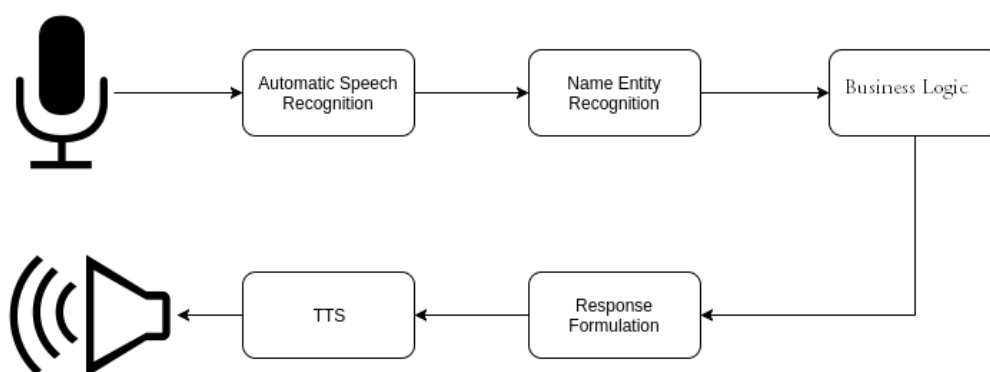 Automatic Speech
Recognition
Name Entity
Recognition
Business Logic
TTS
Response
Formulation